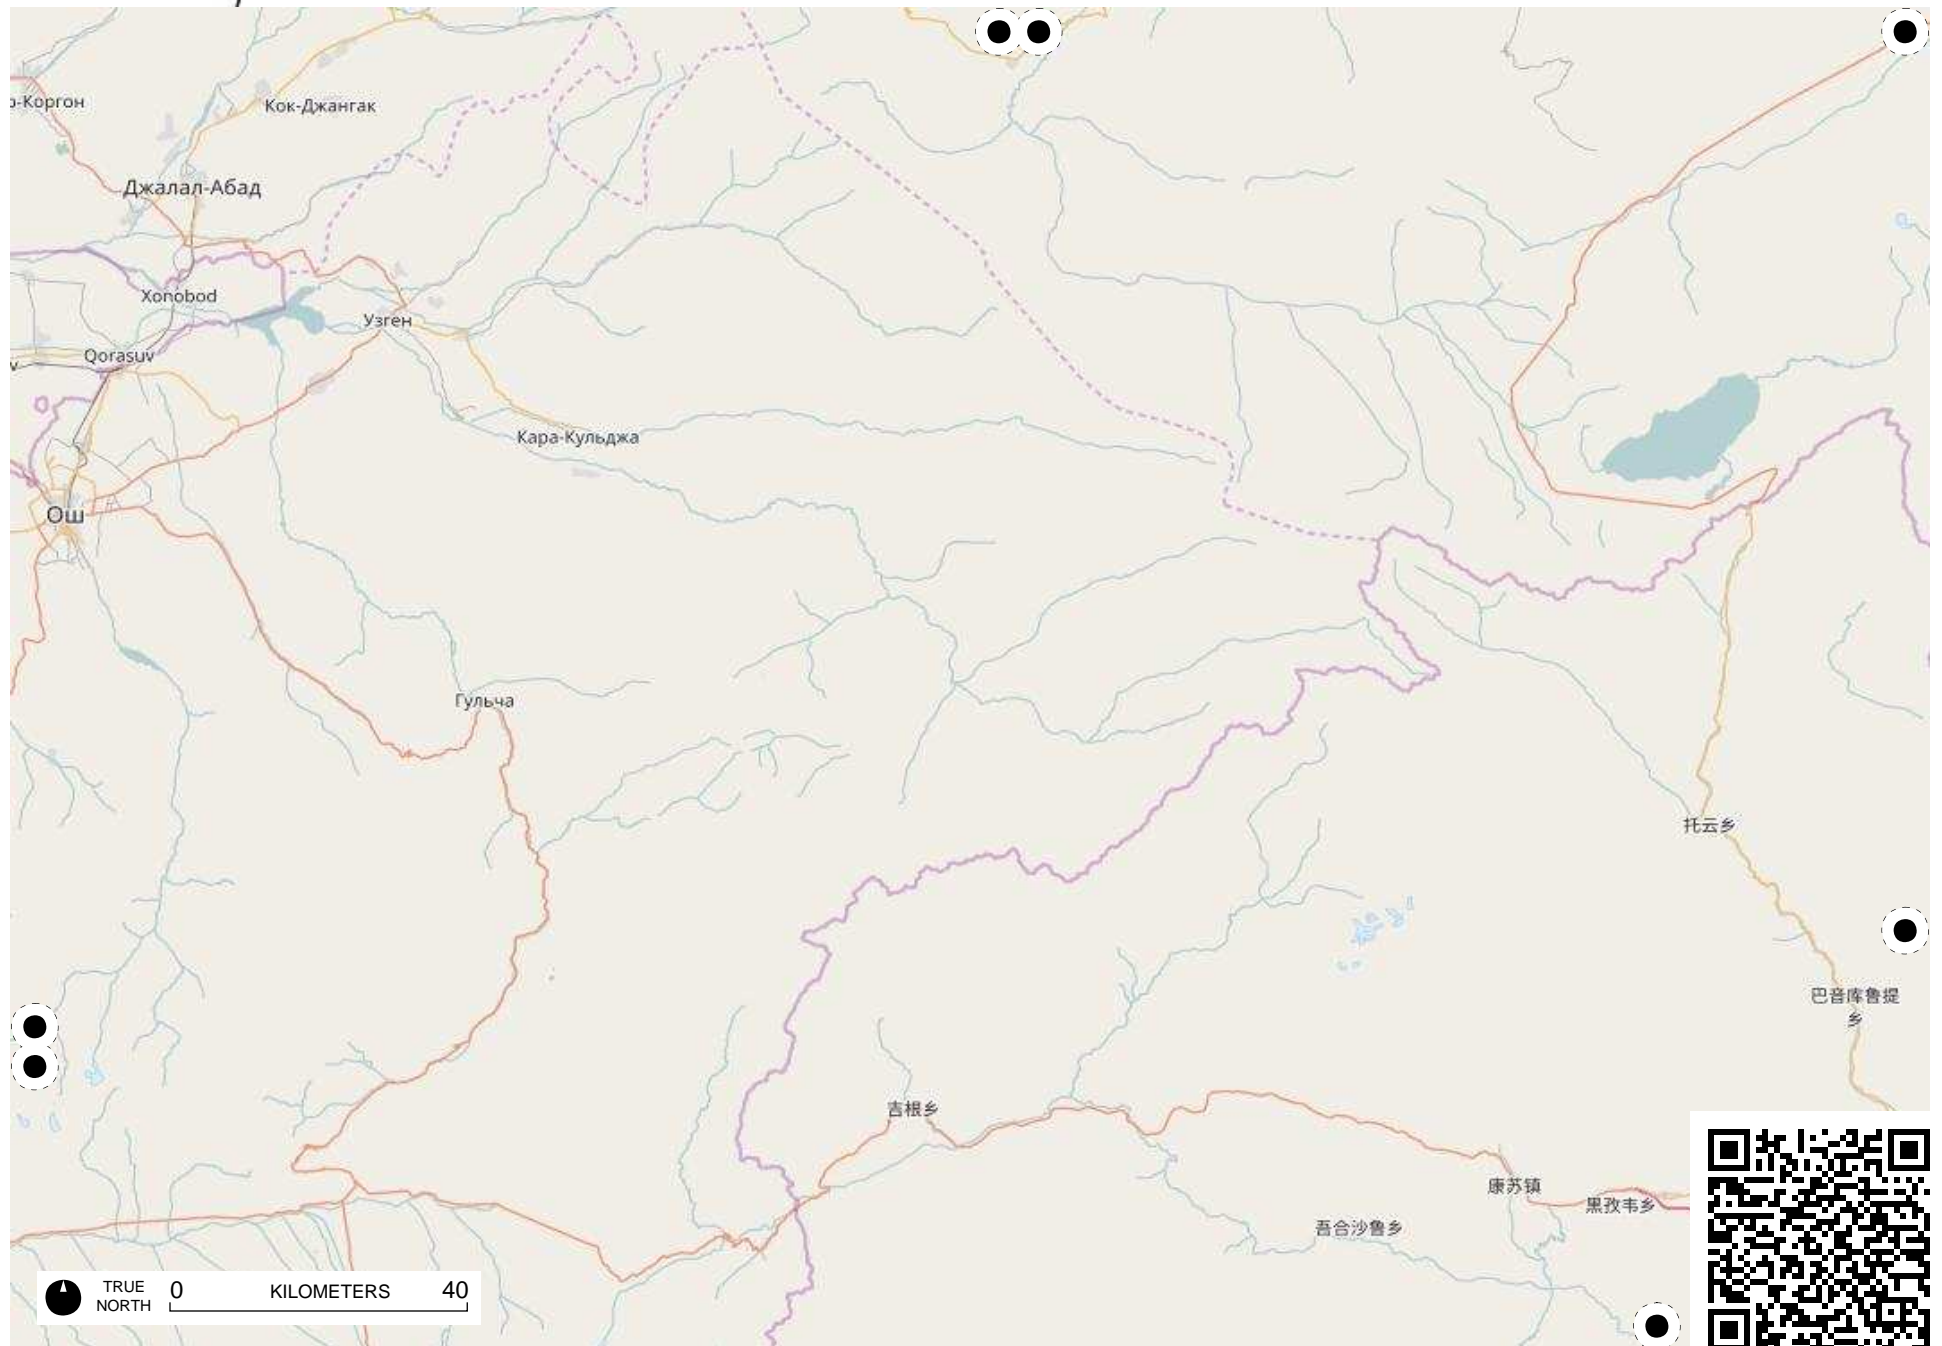 Кок-Джангак
Джалал-Абад
Xonobod
Узген
Qorasuv
Кара-Кульджа
Ош
Гульча
托云乡
巴音库鲁提
乡
吉根乡
康苏镇
黑孜韦乡
吾合沙鲁乡
TRUE
NORTH
0 KILOMETERS 40